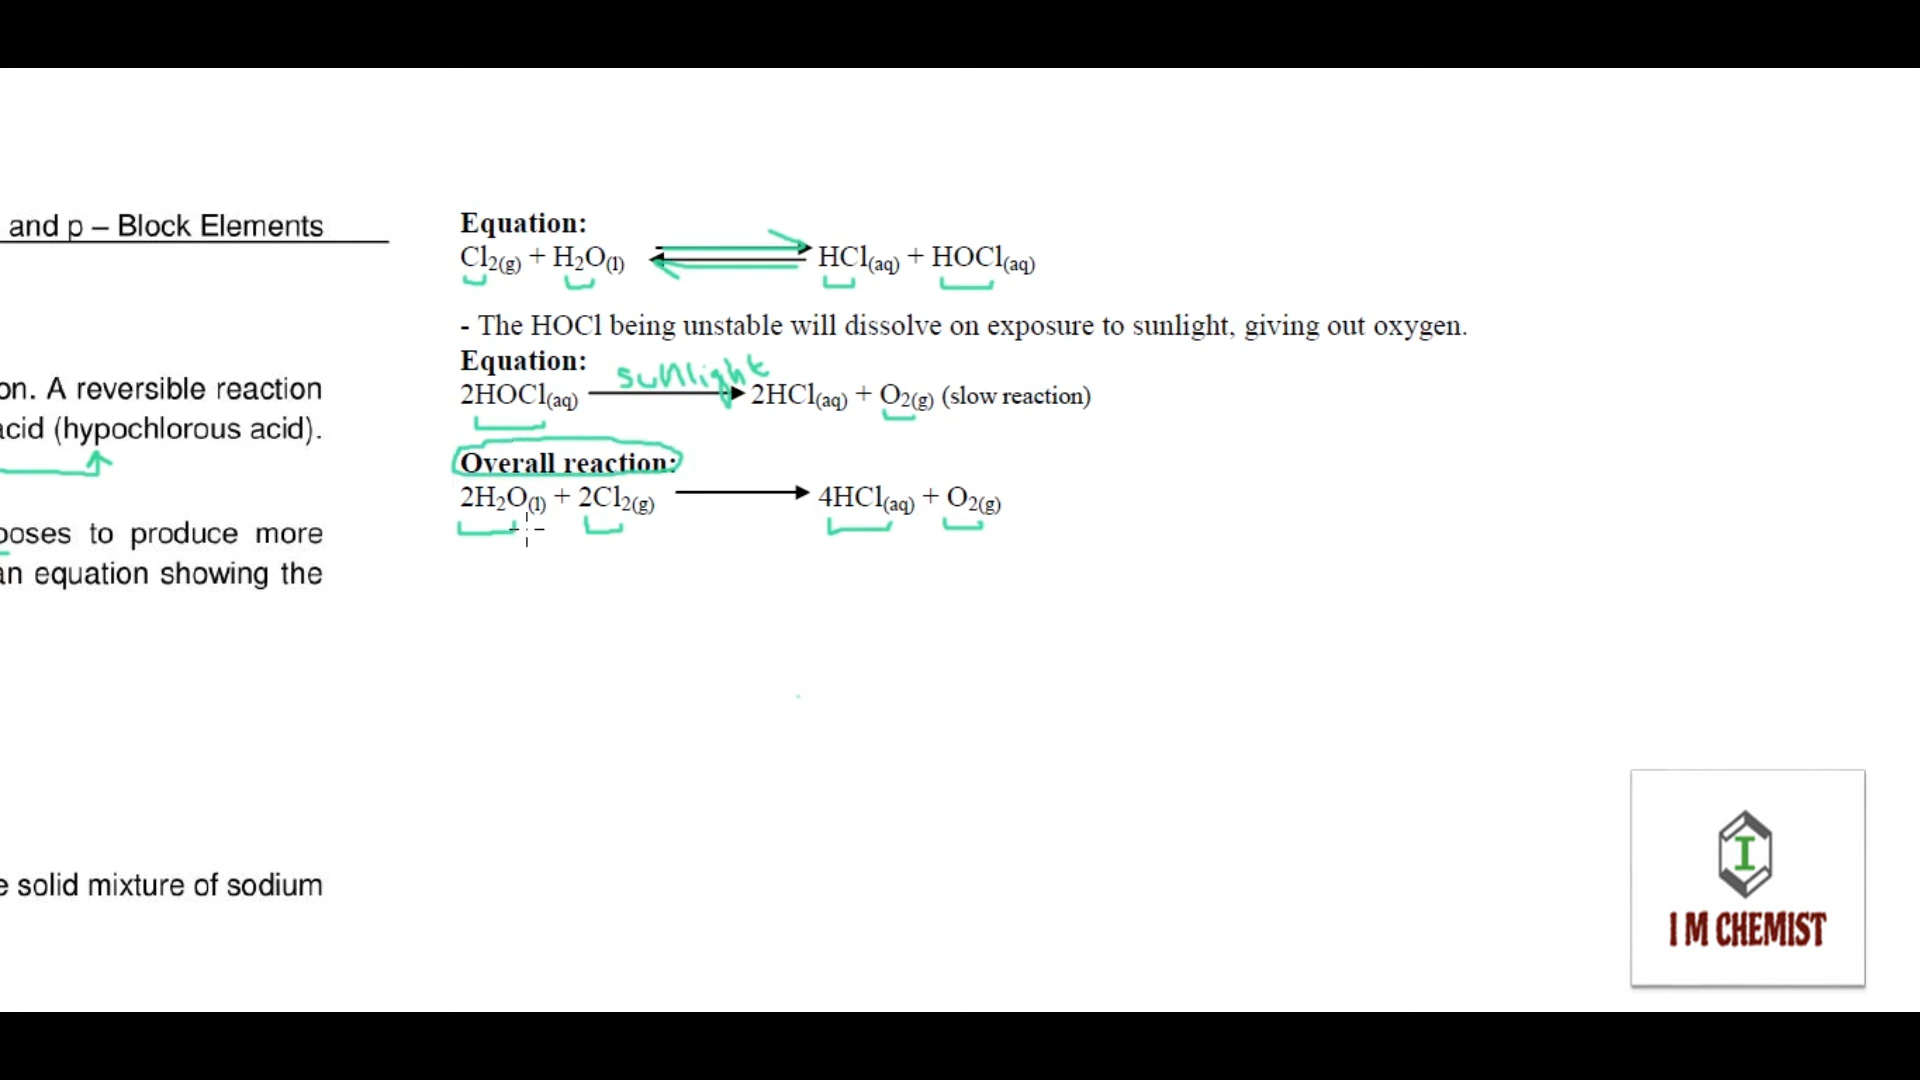 and p – Block Elements
on. A reversible reaction
acid (hypochlorous acid).
poses to produce more
an equation showing the
e solid mixture of sodium
Equation:
Cl₂(g) + H₂O(l) ⇌ HCl(aq) + HOCl(aq)
- The HOCl being unstable will dissolve on exposure to sunlight, giving out oxygen.
Equation:
sunlight
2HOCl(aq) → 2HCl(aq) + O₂(g) (slow reaction)
Overall reaction:
2H₂O(l) + 2Cl₂(g) → 4HCl(aq) + O₂(g)
I
I M CHEMIST